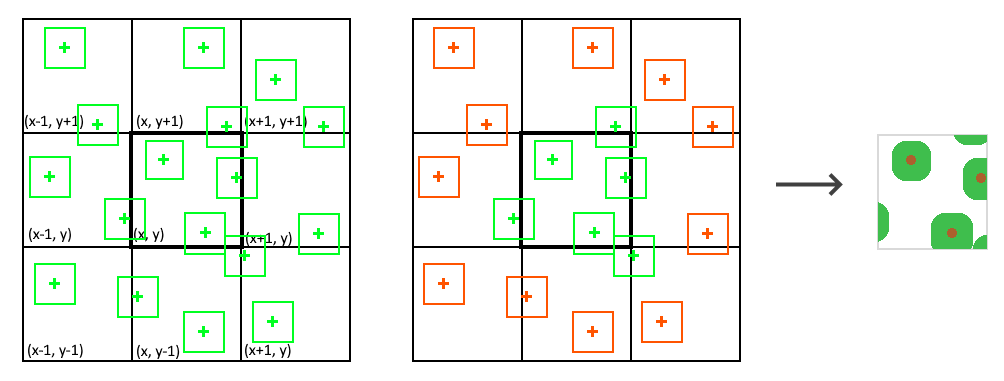 (x-1, y+1)
(x, y+1)
(x+1, y+1)
(x-1, y)
(x, y)
(x+1, y)
(x-1, y-1)
(x, y-1)
(x+1, y)